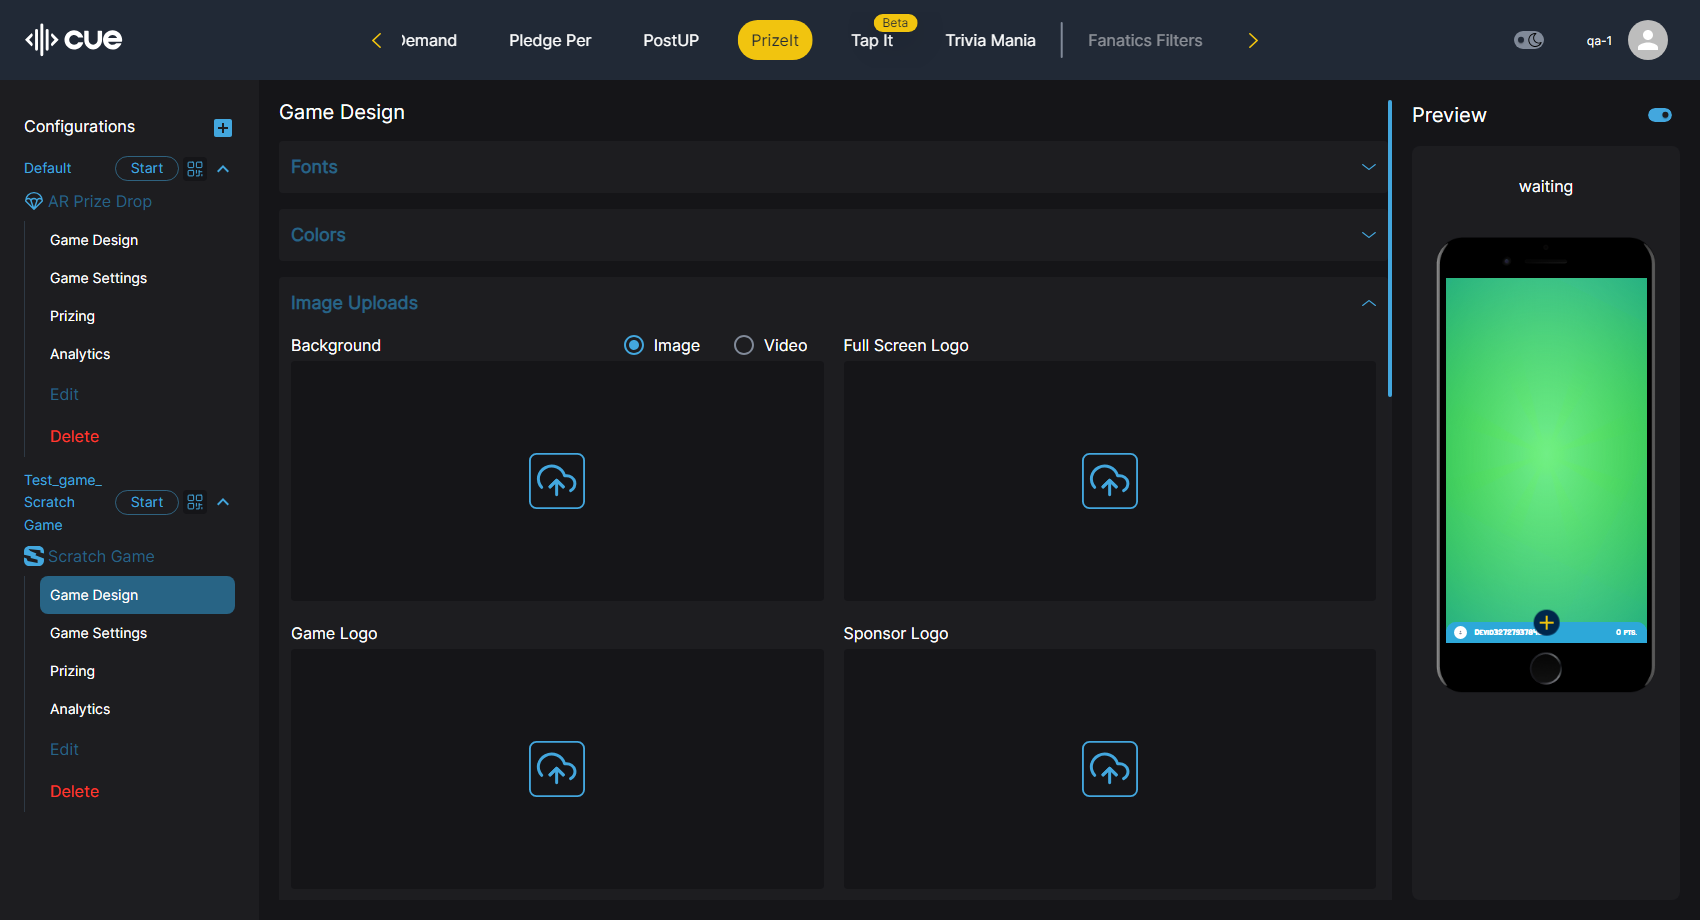 cue
Demand
Pledge Per
PostUP
PrizeIt
Beta
Tap It
Trivia Mania
Fanatics Filters
qa-1
Configurations
Default
Start
AR Prize Drop
Game Design
Game Settings
Prizing
Analytics
Edit
Delete
Test_game_
Scratch
Game
Start
Scratch Game
Game Design
Game Settings
Prizing
Analytics
Edit
Delete
Game Design
Fonts
Colors
Image Uploads
Background
Image
Video
Full Screen Logo
Game Logo
Sponsor Logo
Preview
waiting
0 PTS.